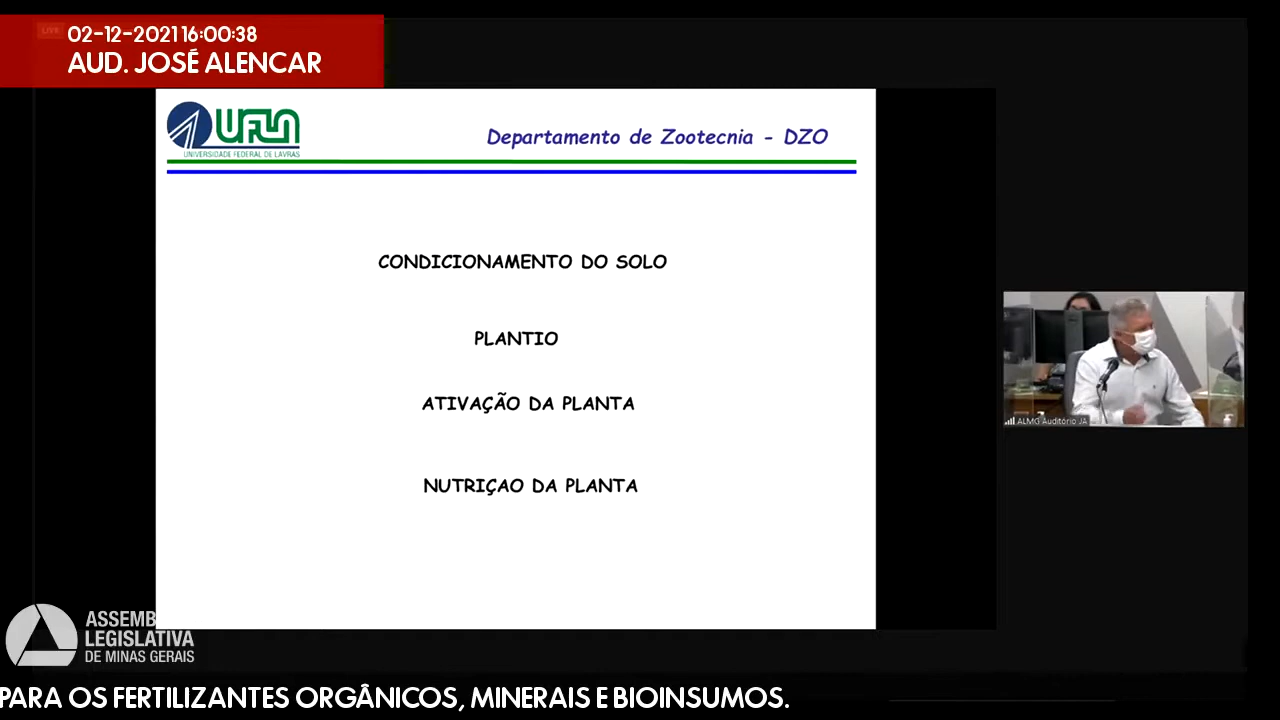 LIVE
02-12-2021 16:00:38
AUD. JOSÉ ALENCAR
UFLA
UNIVERSIDADE FEDERAL DE LAVRAS
Departamento de Zootecnia - DZO
CONDICIONAMENTO DO SOLO
PLANTIO
ATIVAÇÃO DA PLANTA
NUTRIÇAO DA PLANTA
ALMG Auditório JA
ASSEMB
LEGISLATIVA
DE MINAS GERAIS
PARA OS FERTILIZANTES ORGÂNICOS, MINERAIS E BIOINSUMOS.